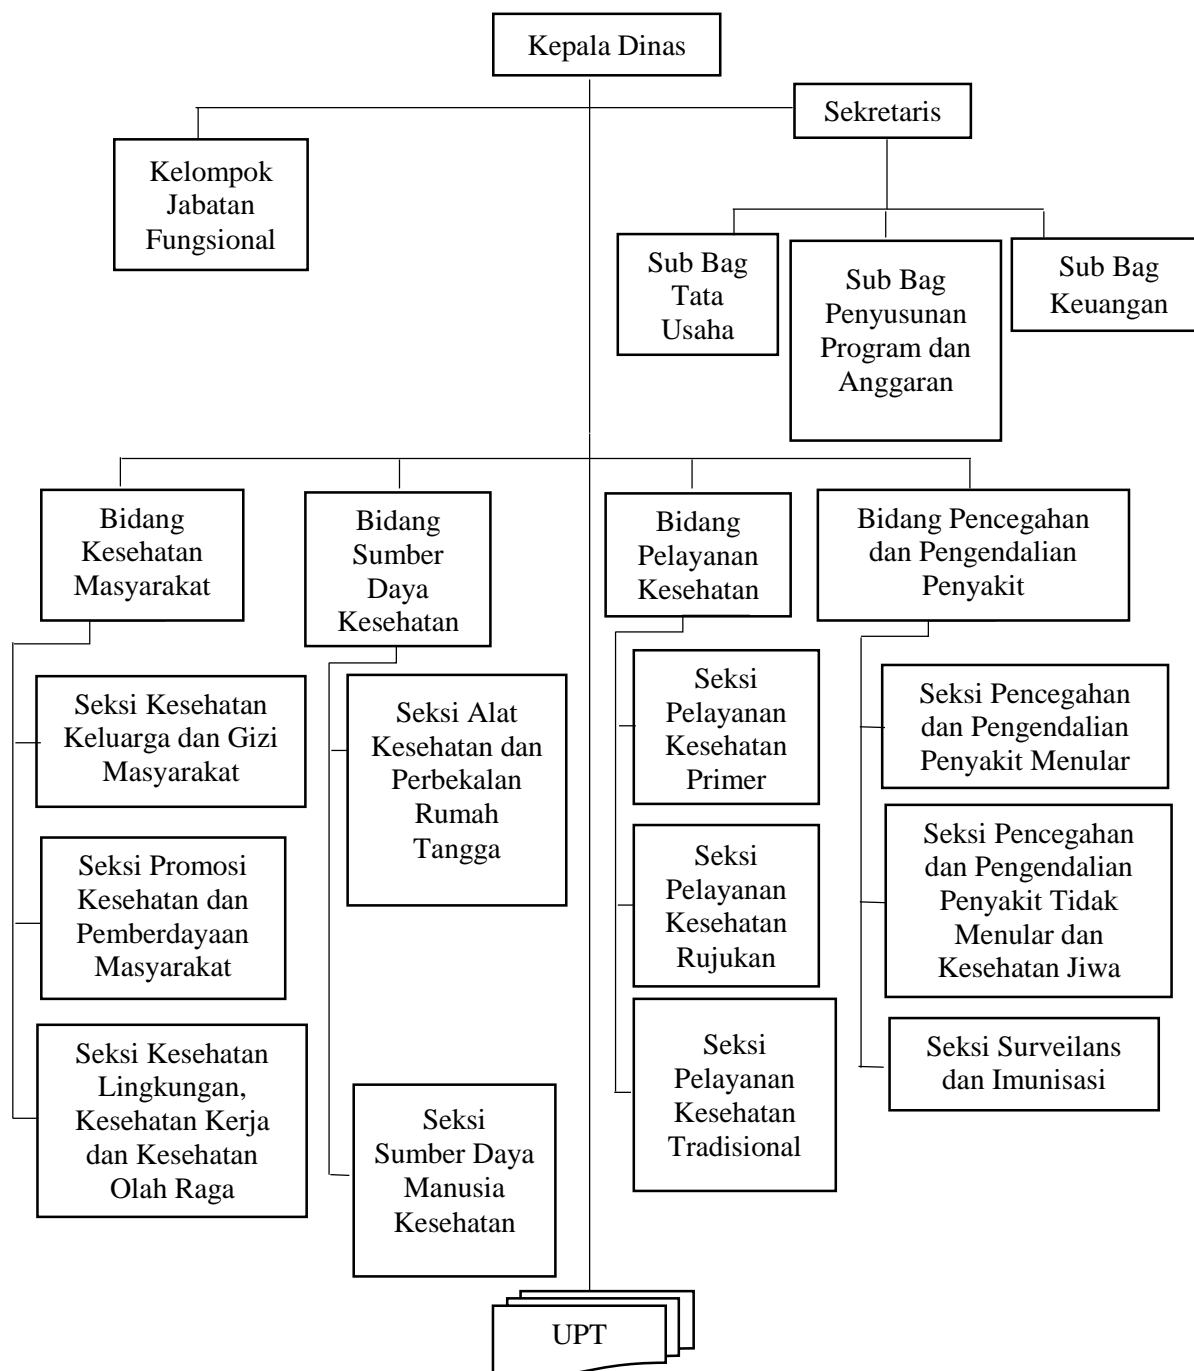 Kepala Dinas
Sekretaris
Kelompok
Jabatan
Fungsional
Sub Bag
Tata
Usaha
Sub Bag
Penyusunan
Program dan
Anggaran
Sub Bag
Keuangan
Bidang
Kesehatan
Masyarakat
Bidang
Sumber
Daya
Kesehatan
Bidang
Pelayanan
Kesehatan
Bidang Pencegahan
dan Pengendalian
Penyakit
Seksi Kesehatan
Keluarga dan Gizi
Masyarakat
Seksi Promosi
Kesehatan dan
Pemberdayaan
Masyarakat
Seksi Kesehatan
Lingkungan,
Kesehatan Kerja
dan Kesehatan
Olah Raga
Seksi Alat
Kesehatan dan
Perbekalan
Rumah
Tangga
Seksi
Sumber Daya
Manusia
Kesehatan
Seksi
Pelayanan
Kesehatan
Primer
Seksi
Pelayanan
Kesehatan
Rujukan
Seksi
Pelayanan
Kesehatan
Tradisional
Seksi Pencegahan
dan Pengendalian
Penyakit Menular
Seksi Pencegahan
dan Pengendalian
Penyakit Tidak
Menular dan
Kesehatan Jiwa
Seksi Surveilans
dan Imunisasi
UPT